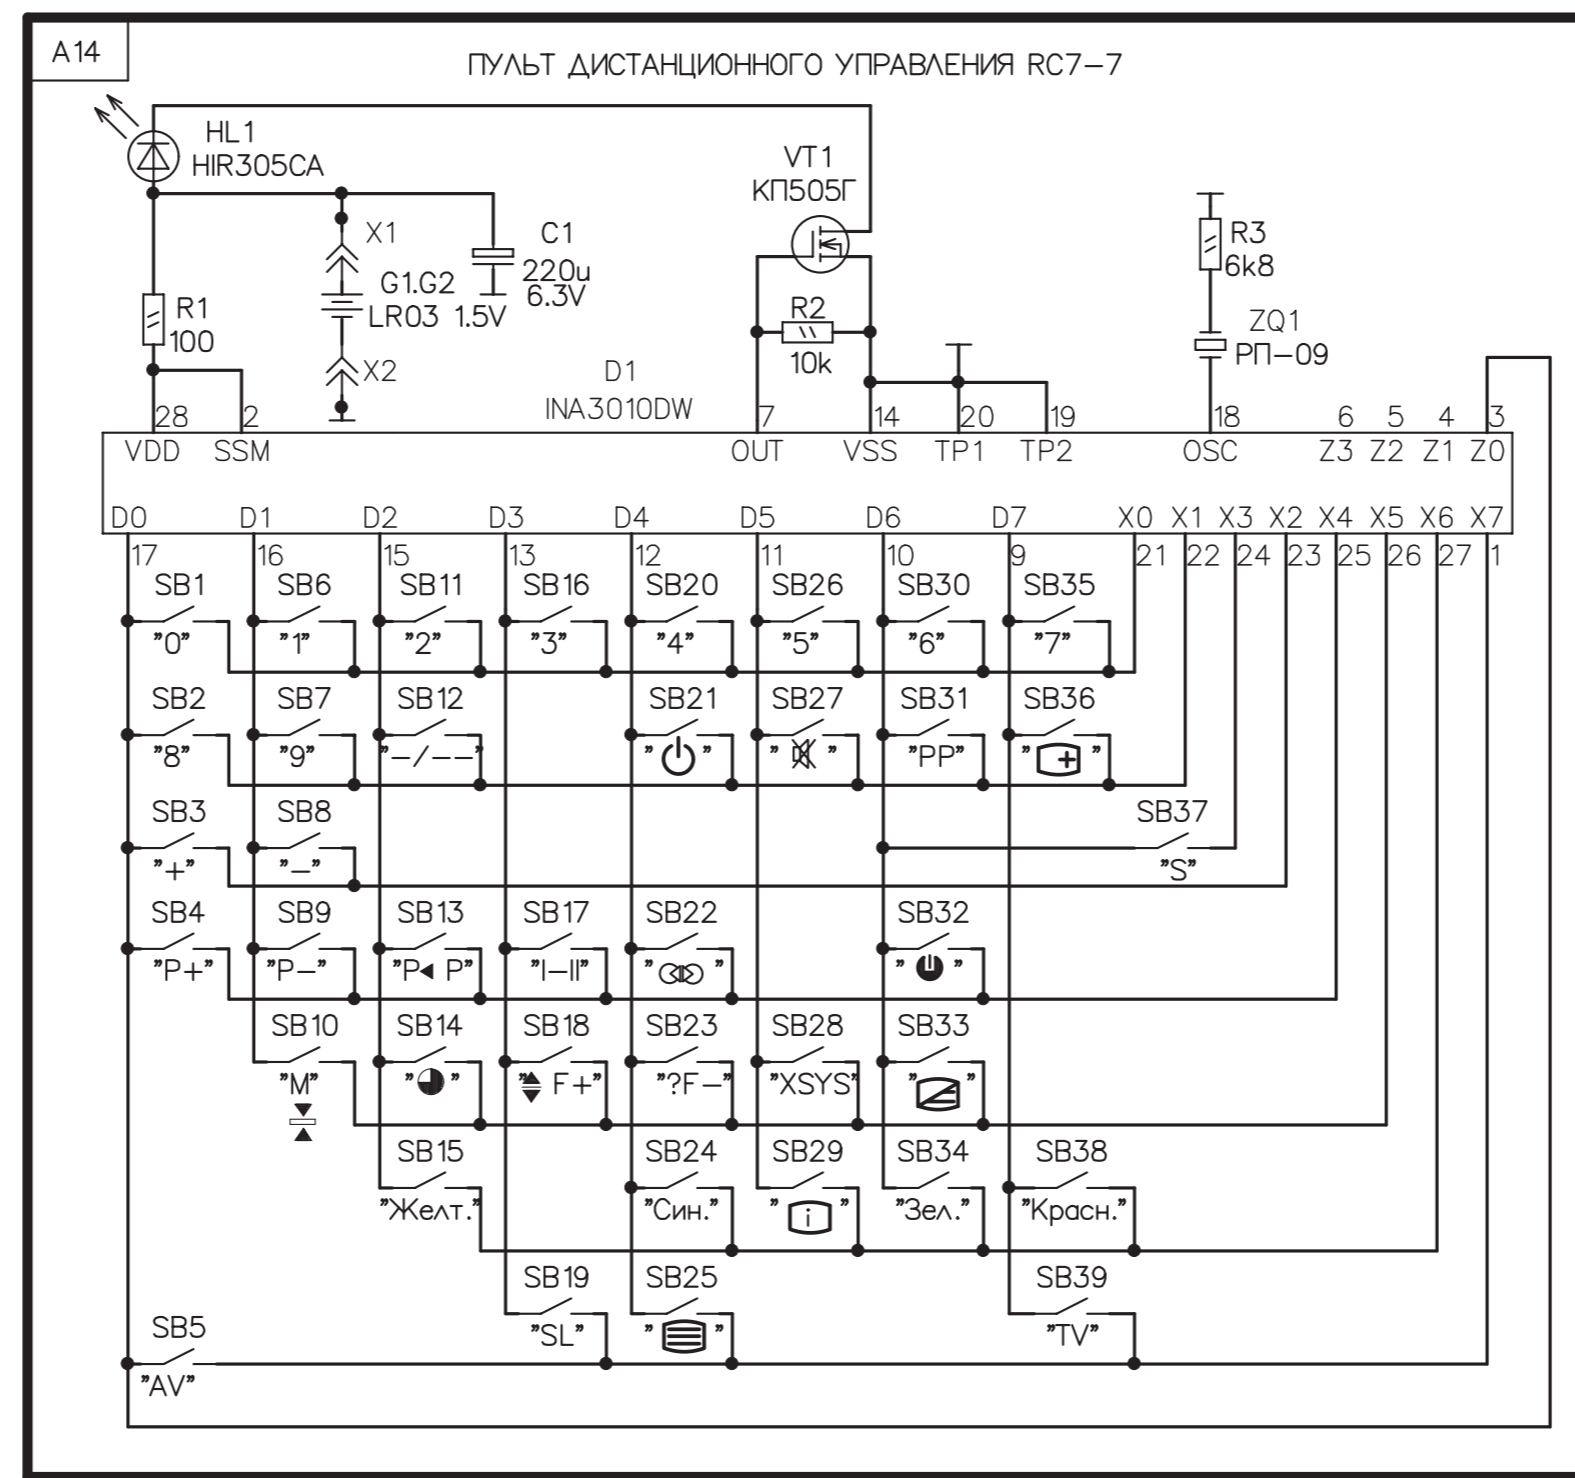 A14
ПУЛЬТ ДИСТАНЦИОННОГО УПРАВЛЕНИЯ RC7-7
HL1
HIR305CA
VT1
КП505Г
X1
C1
220u
6.3V
G1.G2
LR03 1.5V
R1
100
X2
R2
10k
R3
6k8
ZQ1
РП-09
D1
INA3010DW
28 2 7 14 20 19 18 6 5 4 3
VDD SSM OUT VSS TP1 TP2 OSC Z3 Z2 Z1 Z0
D0 D1 D2 D3 D4 D5 D6 D7 X0 X1 X3 X2 X4 X5 X6 X7
17 16 15 13 12 11 10 9 21 22 24 23 25 26 27 1
SB1 SB6 SB11 SB16 SB20 SB26 SB30 SB35
"0" "1" "2" "3" "4" "5" "6" "7"
SB2 SB7 SB12 SB21 SB27 SB31 SB36
"8" "9" "-/--" " " " " "PP" " "
SB3 SB8 SB37
"+" "-" "S"
SB4 SB9 SB13 SB17 SB22 SB32
"P+" "P-" "P◄ P" "I-II" " " " "
SB10 SB14 SB18 SB23 SB28 SB33
"M" " " " F+" "?F-" "XSYS" " "
SB15 SB24 SB29 SB34 SB38
"Желт." "Син." "i" "Зел." "Красн."
SB19 SB25 SB39
"SL" " " "TV"
SB5
"AV"